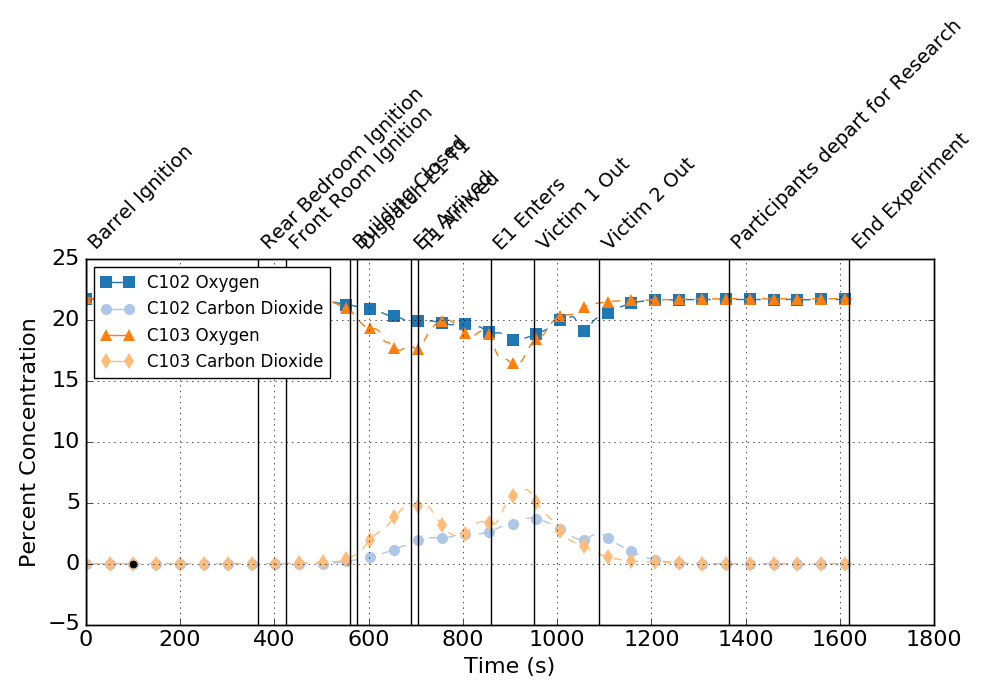 Barrel Ignition
Rear Bedroom Ignition
Front Room Ignition
Building Closed
Dispatch E1 T1
E1 Arrived
T1 Arrived
E1 Enters
Victim 1 Out
Victim 2 Out
Participants depart for Research
End Experiment
25
20
15
10
5
0
−5
Percent Concentration
C102 Oxygen
C102 Carbon Dioxide
C103 Oxygen
C103 Carbon Dioxide
0 200 400 600 800 1000 1200 1400 1600 1800
Time (s)